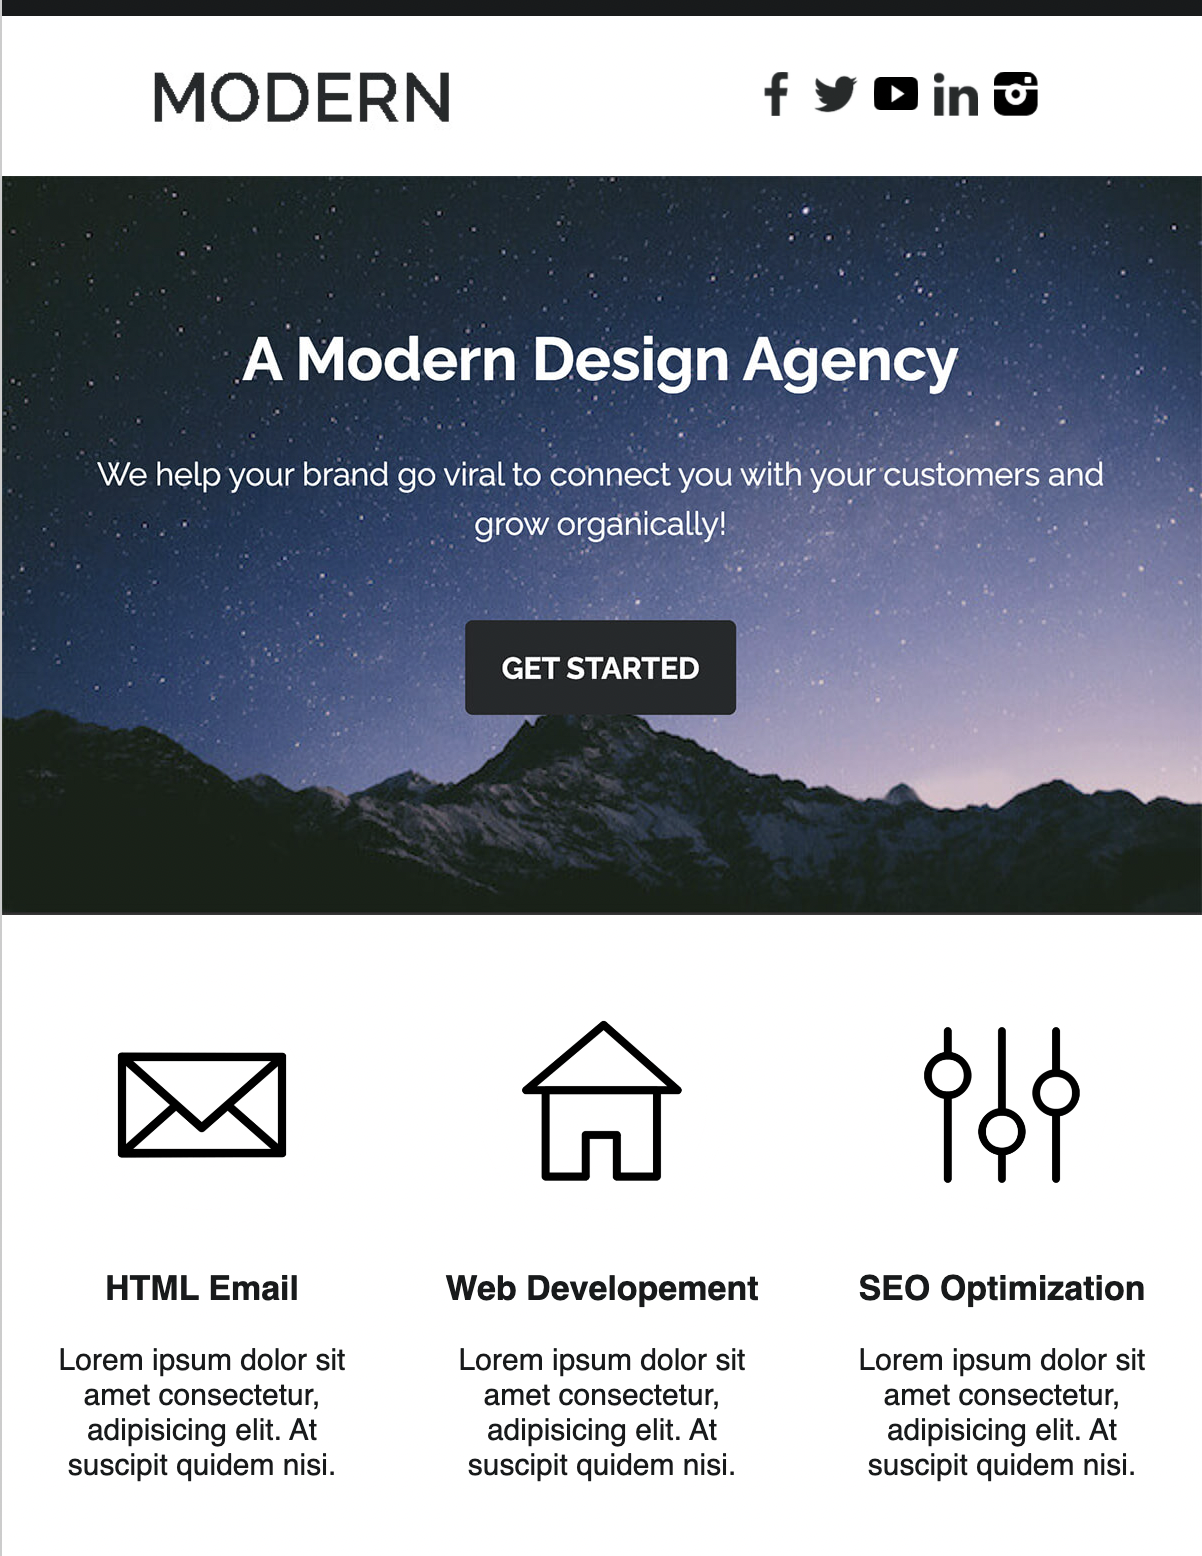 MODERN
A Modern Design Agency
We help your brand go viral to connect you with your customers and
grow organically!
GET STARTED
HTML Email
Lorem ipsum dolor sit
amet consectetur,
adipisicing elit. At
suscipit quidem nisi.
Web Developement
Lorem ipsum dolor sit
amet consectetur,
adipisicing elit. At
suscipit quidem nisi.
SEO Optimization
Lorem ipsum dolor sit
amet consectetur,
adipisicing elit. At
suscipit quidem nisi.